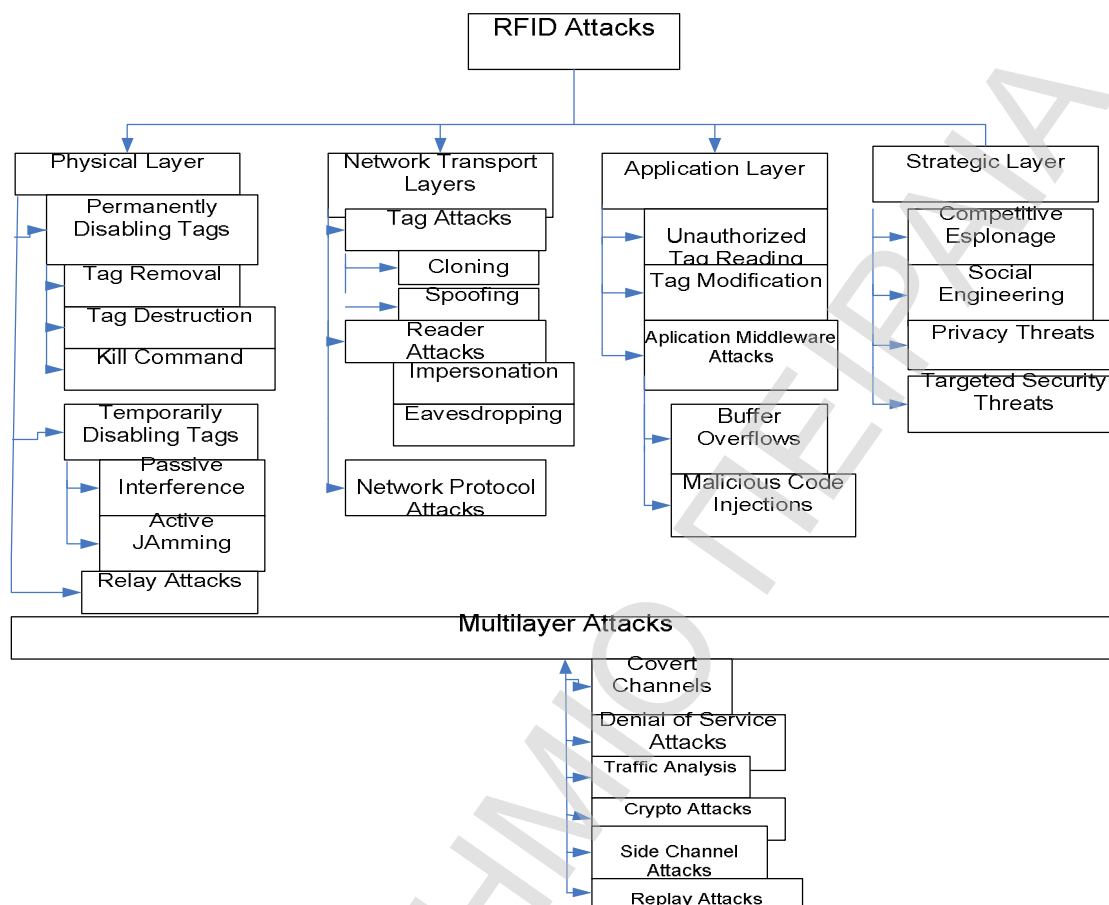 RFID Attacks
Physical Layer
Permanently
Disabling Tags
Tag Removal
Tag Destruction
Kill Command
Temporarily
Disabling Tags
Passive
Interference
Active
JAmming
Relay Attacks
Network Transport
Layers
Tag Attacks
Cloning
Spoofing
Reader
Attacks
Impersonation
Eavesdropping
Network Protocol
Attacks
Application Layer
Unauthorized
Tag Reading
Tag Modification
Aplication Middleware
Attacks
Buffer
Overflows
Malicious Code
Injections
Strategic Layer
Competitive
Esplonage
Social
Engineering
Privacy Threats
Targeted Security
Threats
Multilayer Attacks
Covert
Channels
Denial of Service
Attacks
Traffic Analysis
Crypto Attacks
Side Channel
Attacks
Replay Attacks
ΗΜΙΟ ΠΕΙΡΑΙΑ